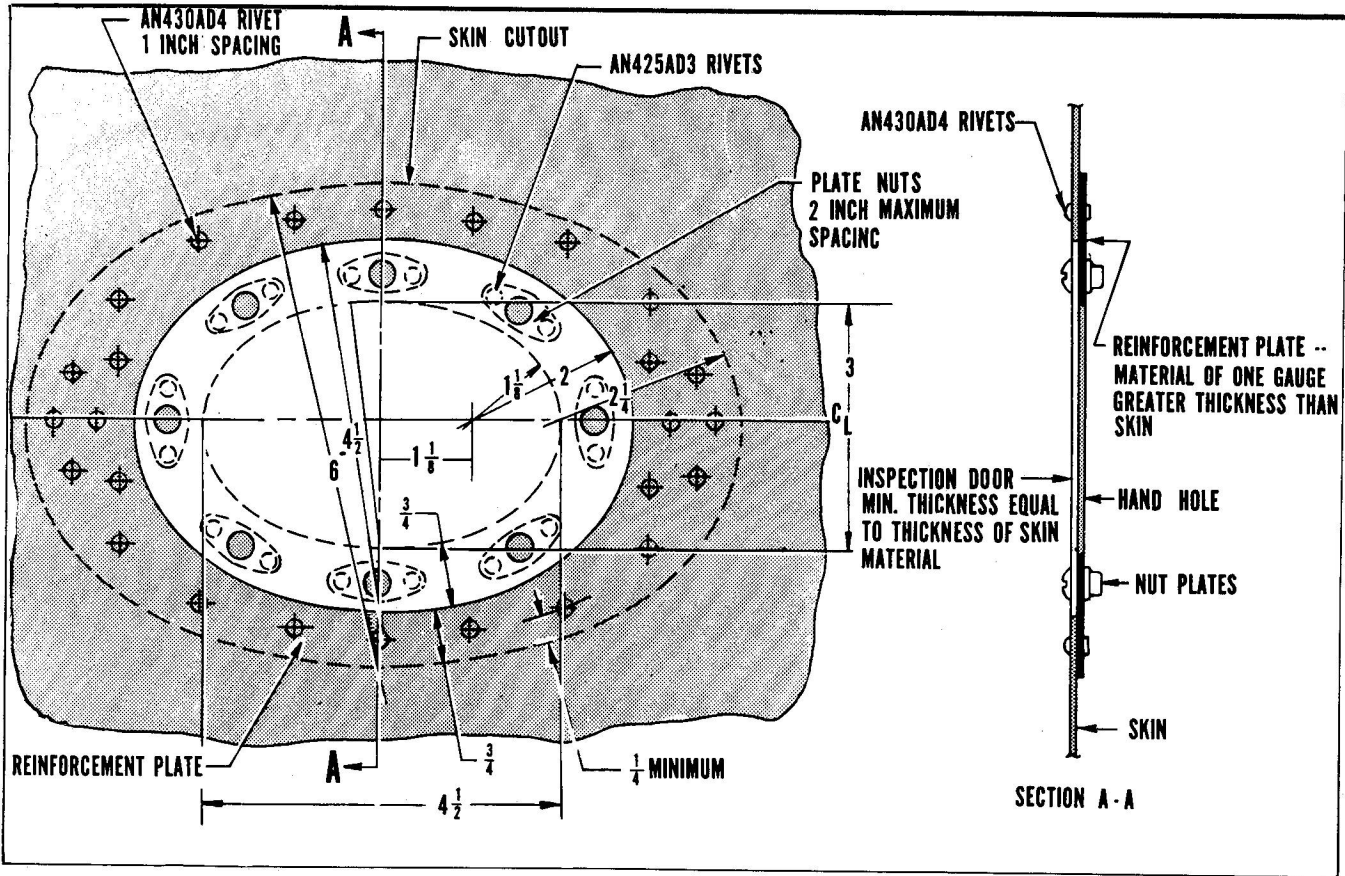 AN430AD4 RIVET
1 INCH SPACING
A
SKIN CUTOUT
AN425AD3 RIVETS
PLATE NUTS
2 INCH MAXIMUM
SPACING
1 1/8
2
2 1/4
3
CL
6
4 1/2
1 1/8
3/4
REINFORCEMENT PLATE
A
3/4
1/4 MINIMUM
4 1/2
AN430AD4 RIVETS
REINFORCEMENT PLATE --
MATERIAL OF ONE GAUGE
GREATER THICKNESS THAN
SKIN
INSPECTION DOOR
MIN. THICKNESS EQUAL
TO THICKNESS OF SKIN
MATERIAL
HAND HOLE
NUT PLATES
SKIN
SECTION A-A